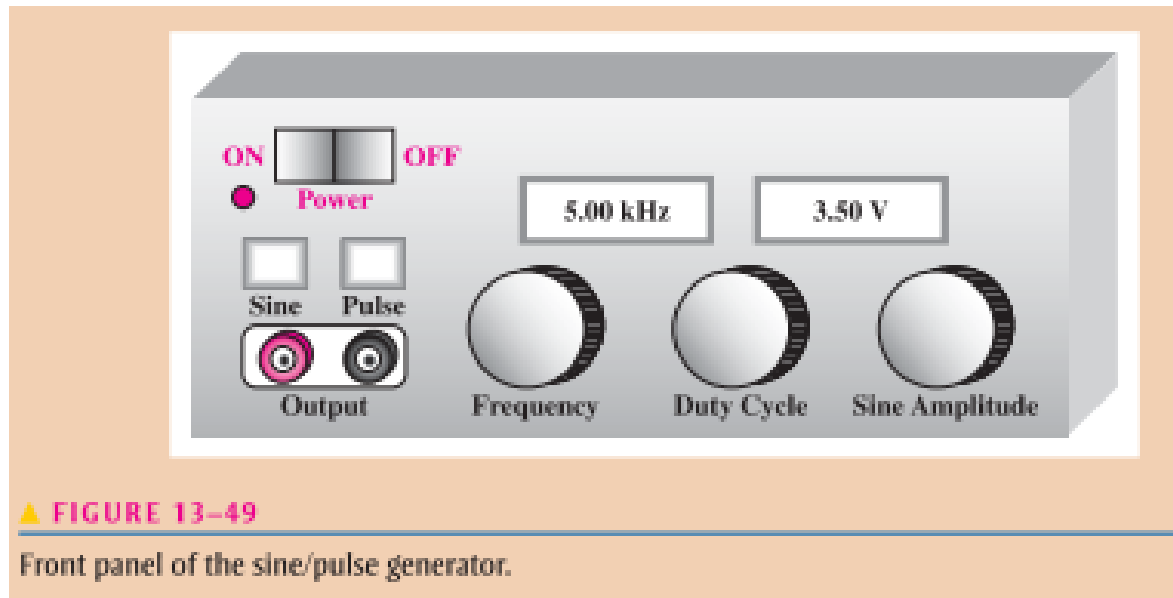 ON OFF
Power
5.00 kHz 3.50 V
Sine Pulse
Output Frequency Duty Cycle Sine Amplitude
FIGURE 13–49
Front panel of the sine/pulse generator.